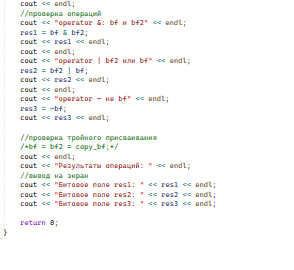 cout << endl;
//проверка операций
cout << "operator &: bf и bf2" << endl;
res1 = bf & bf2;
cout << res1 << endl;
cout << endl;
cout << "operator | bf2 или bf" << endl;
res2 = bf2 | bf;
cout << res2 << endl;
cout << endl;
cout << "operator ~ не bf" << endl;
res3 = ~bf;
cout << res3 << endl;
//проверка тройного присваивания
/*bf = bf2 = copy_bf;*/
cout << endl;
cout << "Результаты операций: " << endl;
//вывод на экран
cout << "Битовое поле res1: " << res1 << endl;
cout << "Битовое поле res2: " << res2 << endl;
cout << "Битовое поле res3: " << res3 << endl;
return 0;
}